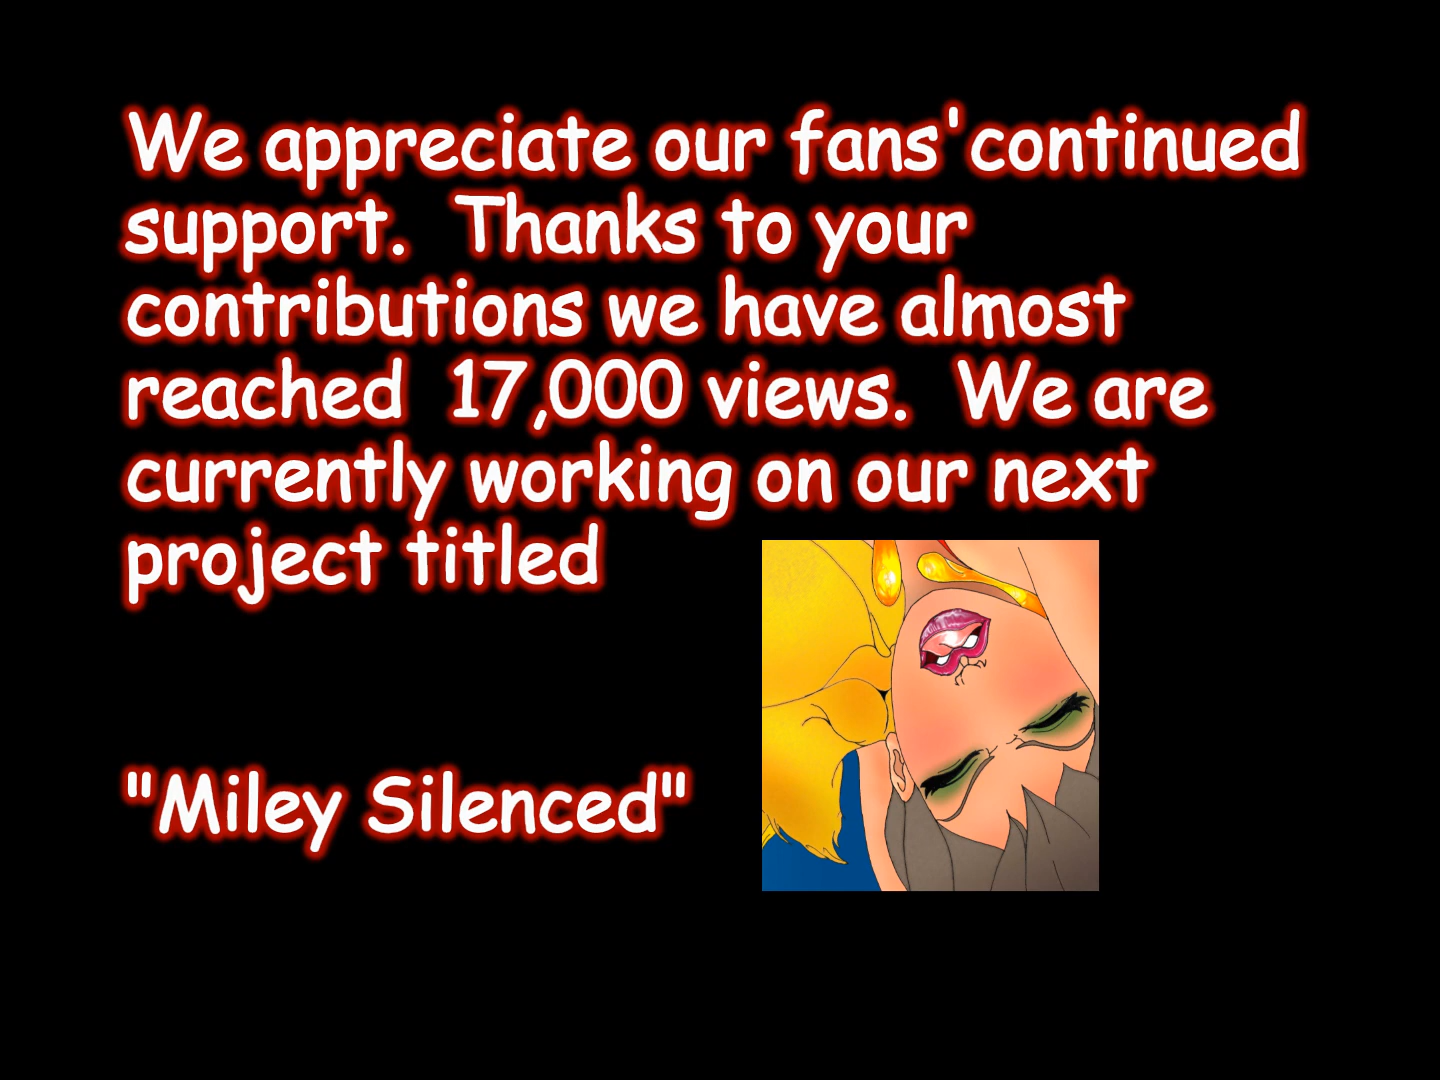 We appreciate our fans'continued
support.  Thanks to your
contributions we have almost
reached  17,000 views.  We are
currently working on our next
project titled
"Miley Silenced"